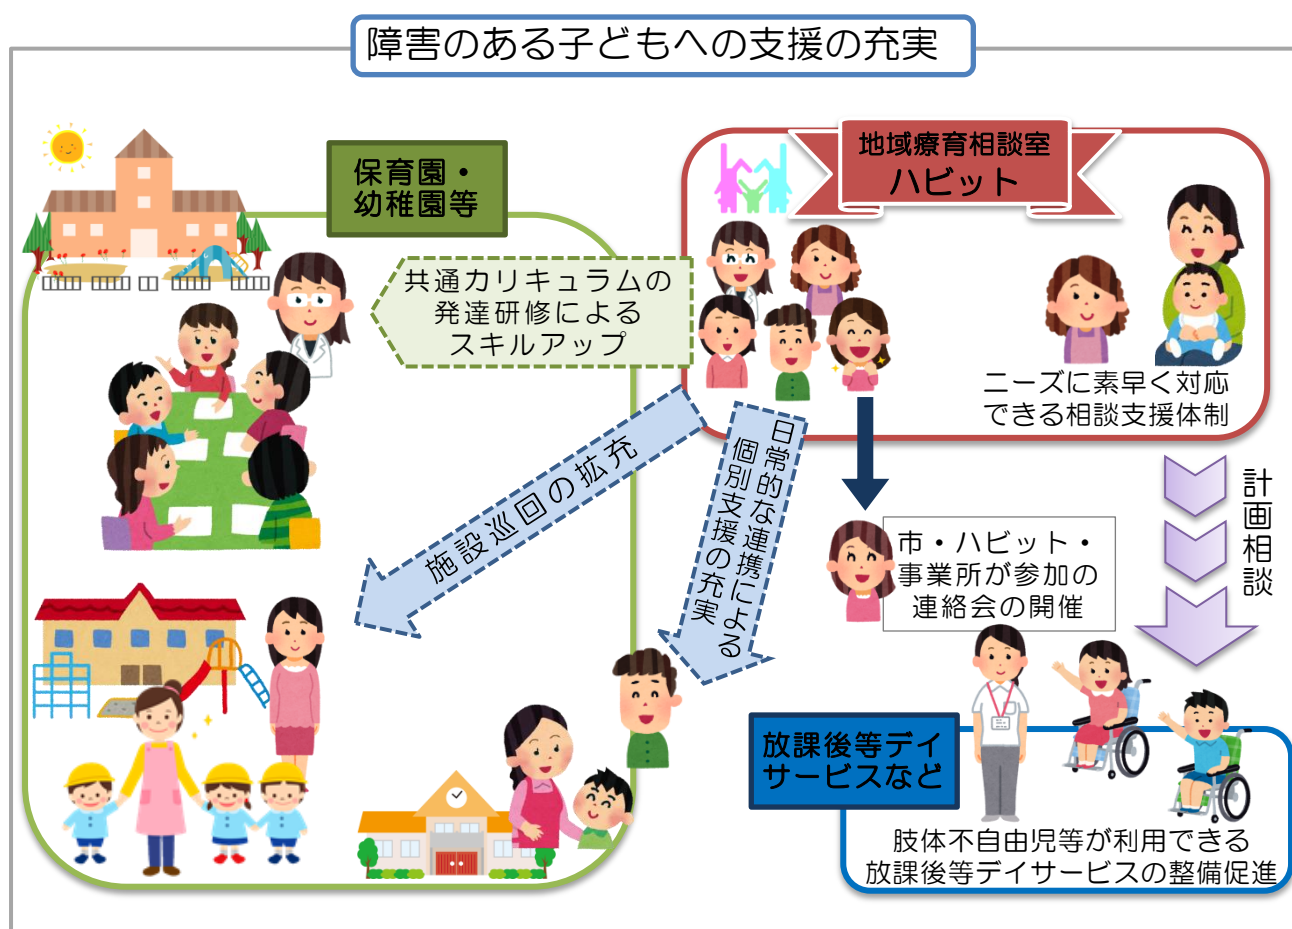 障害のある子どもへの支援の充実
保育園・
幼稚園等
地域療育相談室
ハビット
共通カリキュラムの
発達研修による
スキルアップ
ニーズに素早く対応
できる相談支援体制
施設巡回の拡充
日常的な連携による
個別支援の充実
計画相談
市・ハビット・
事業所が参加の
連絡会の開催
放課後等デイ
サービスなど
肢体不自由児等が利用できる
放課後等デイサービスの整備促進